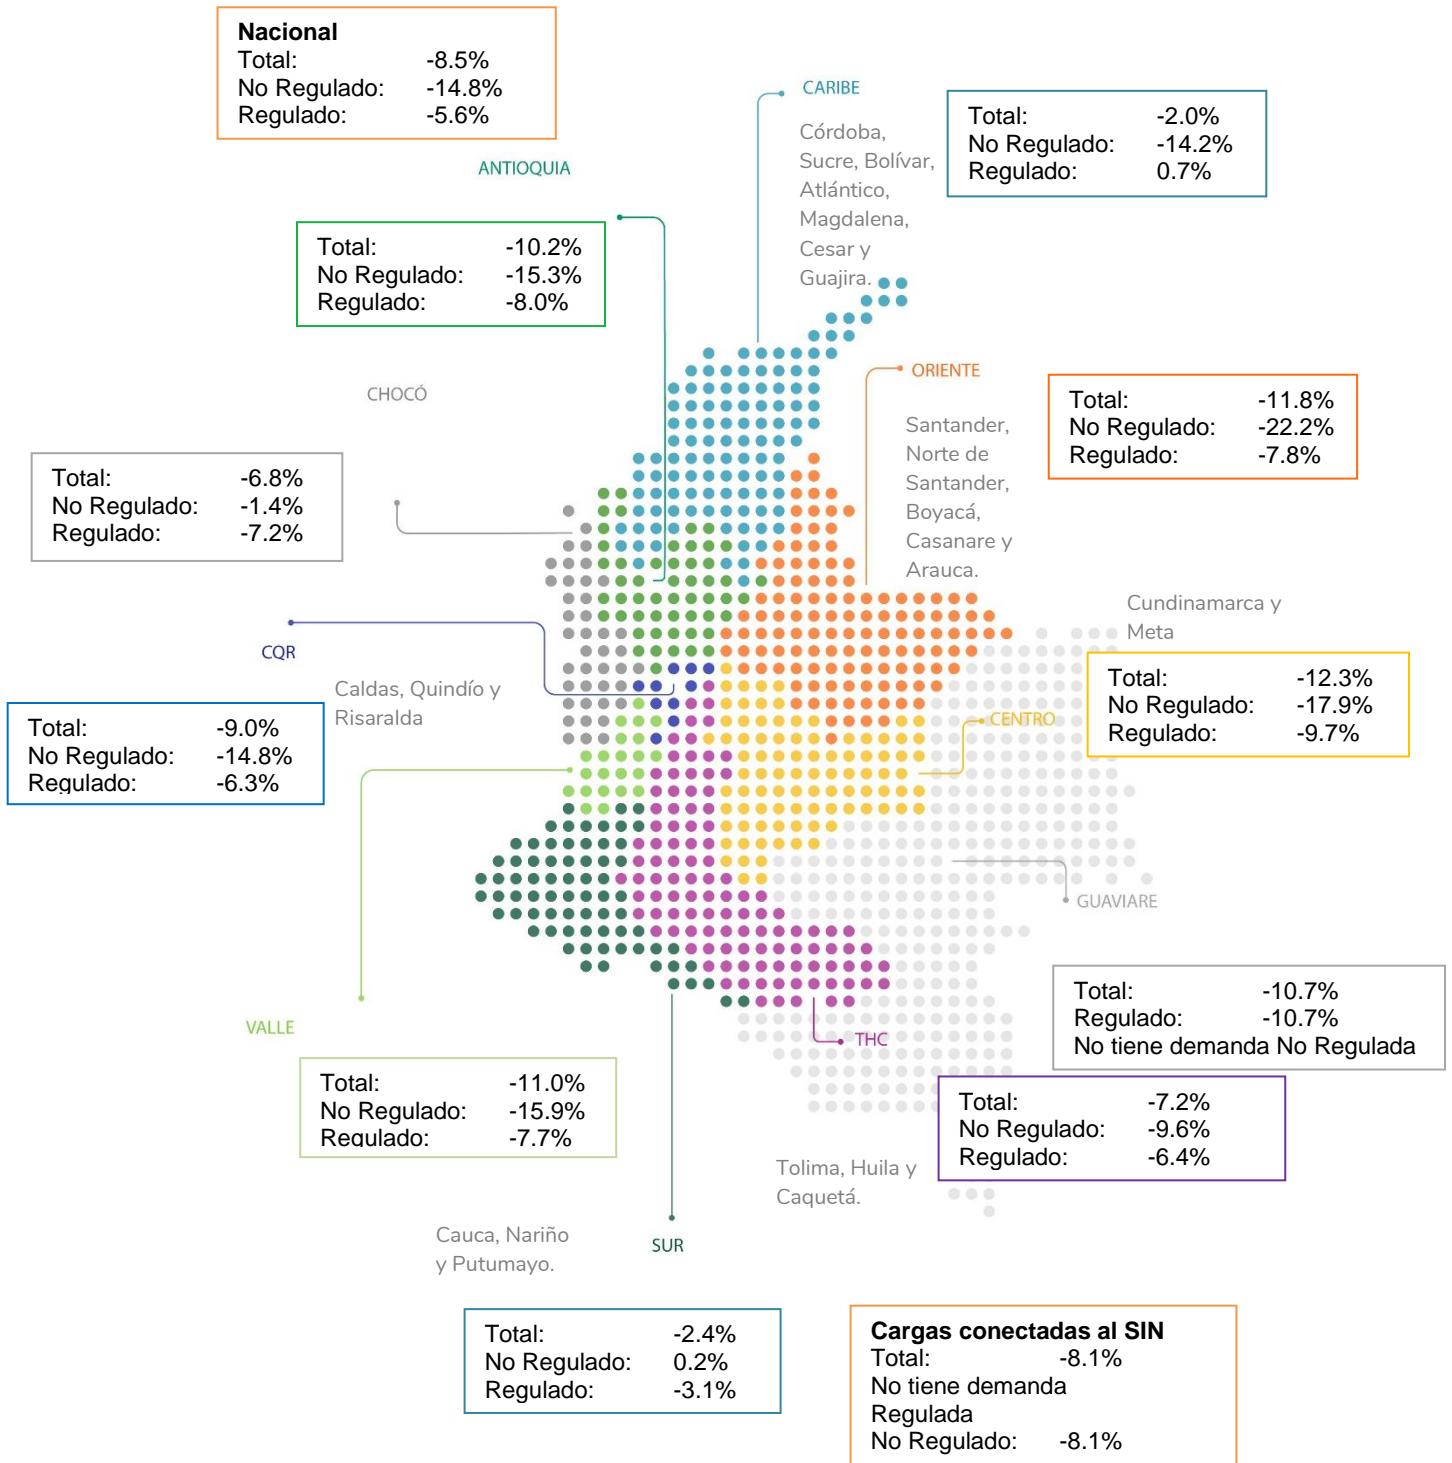 Nacional
Total: -8.5%
No Regulado: -14.8%
Regulado: -5.6%
CARIBE
Córdoba,
Sucre, Bolívar,
Atlántico,
Magdalena,
Cesar y
Guajira.
Total: -2.0%
No Regulado: -14.2%
Regulado: 0.7%
ANTIOQUIA
Total: -10.2%
No Regulado: -15.3%
Regulado: -8.0%
ORIENTE
Santander,
Norte de
Santander,
Boyacá,
Casanare y
Arauca.
Total: -11.8%
No Regulado: -22.2%
Regulado: -7.8%
CHOCÓ
Total: -6.8%
No Regulado: -1.4%
Regulado: -7.2%
Cundinamarca y
Meta
CENTRO
Total: -12.3%
No Regulado: -17.9%
Regulado: -9.7%
CQR
Caldas, Quindío y
Risaralda
Total: -9.0%
No Regulado: -14.8%
Regulado: -6.3%
GUAVIARE
Total: -10.7%
Regulado: -10.7%
No tiene demanda No Regulada
VALLE
Total: -11.0%
No Regulado: -15.9%
Regulado: -7.7%
THC
Total: -7.2%
No Regulado: -9.6%
Regulado: -6.4%
Tolima, Huila y
Caquetá.
Cauca, Nariño
y Putumayo.
SUR
Total: -2.4%
No Regulado: 0.2%
Regulado: -3.1%
Cargas conectadas al SIN
Total: -8.1%
No tiene demanda
Regulada
No Regulado: -8.1%